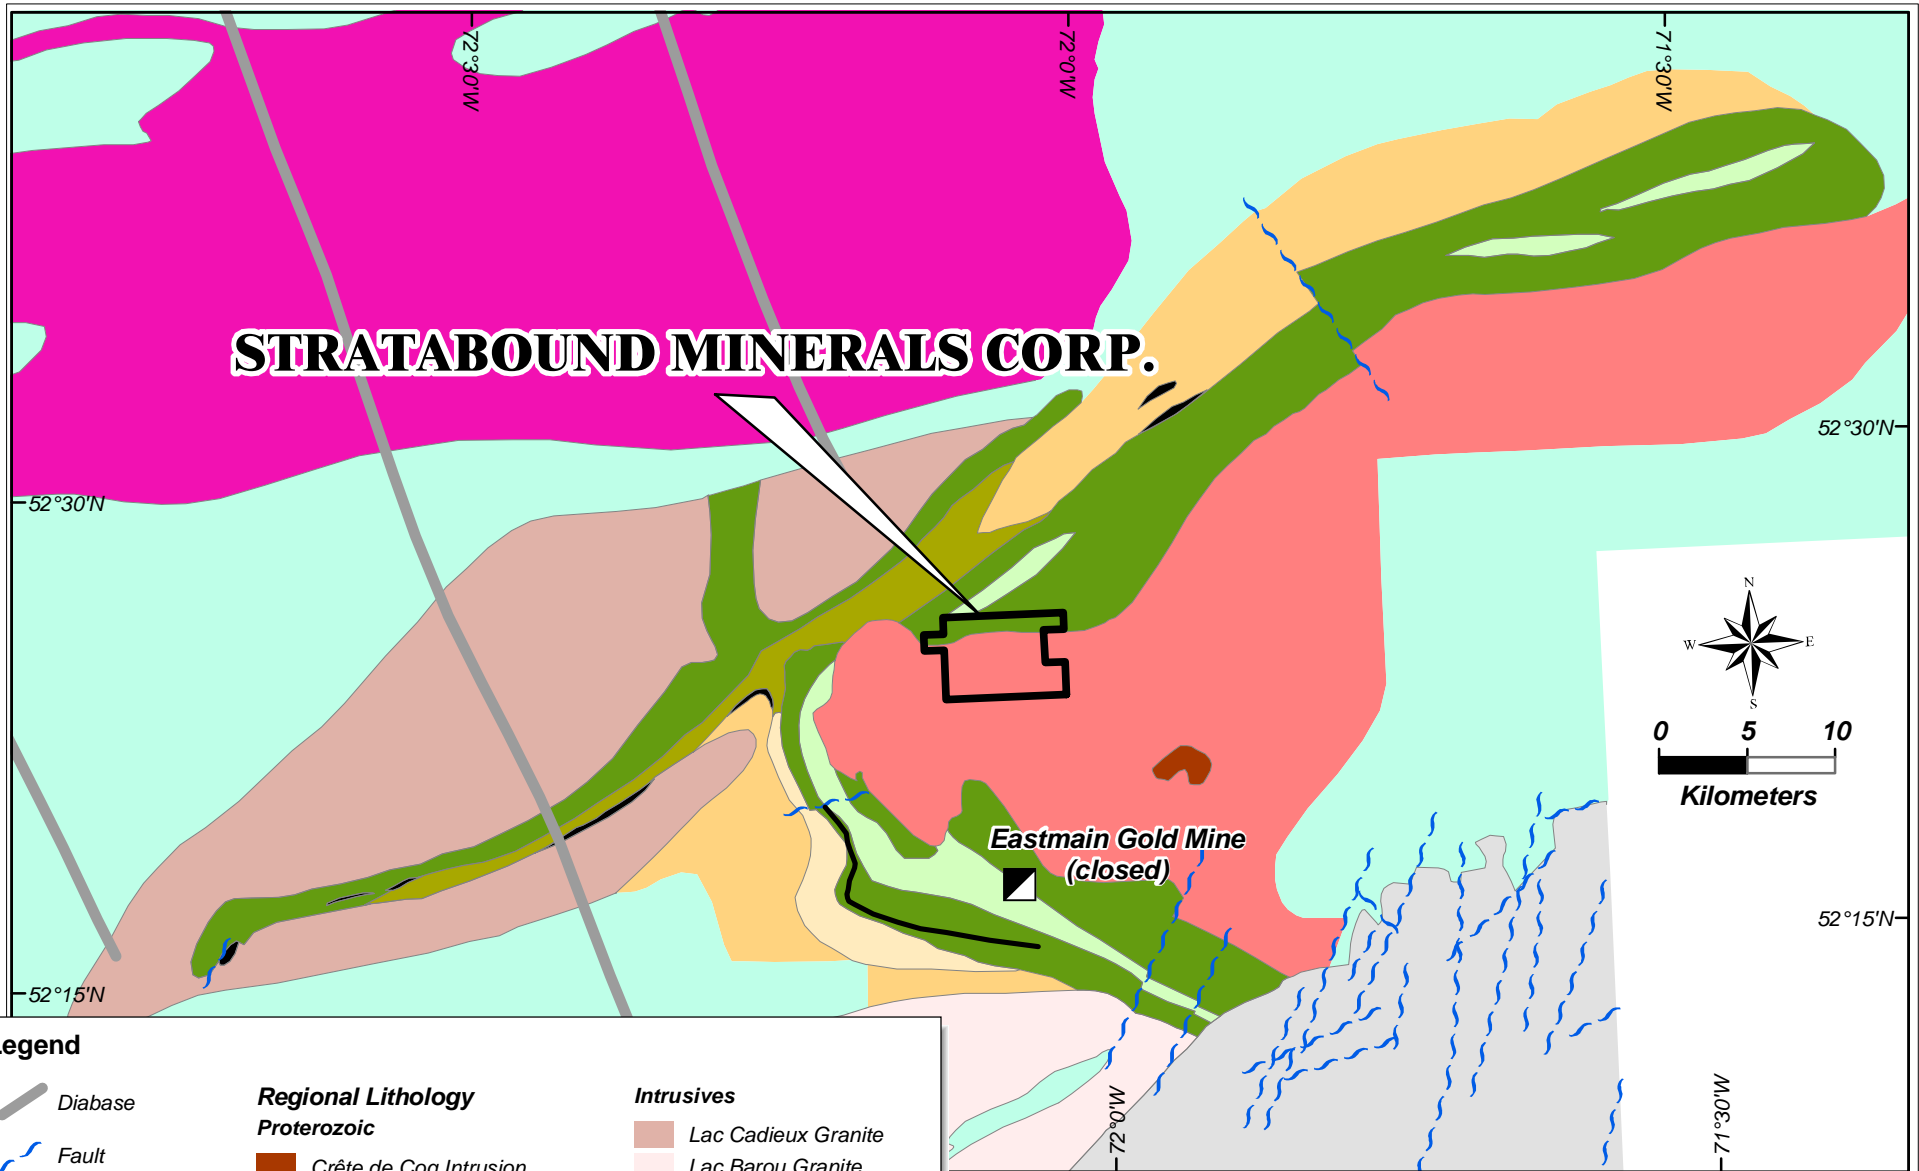 72°30'W
72°0'W
71°30'W
STRATABOUND MINERALS CORP.
52°30'N
52°30'N
N
W
E
S
0 5 10
Kilometers
Eastmain Gold Mine
(closed)
52°15'N
52°15'N
72°0'W
71°30'W
egend
Diabase
Fault
Regional Lithology
Proterozoic
Crête de Coq Intrusion
Intrusives
Lac Cadieux Granite
Lac Barou Granite